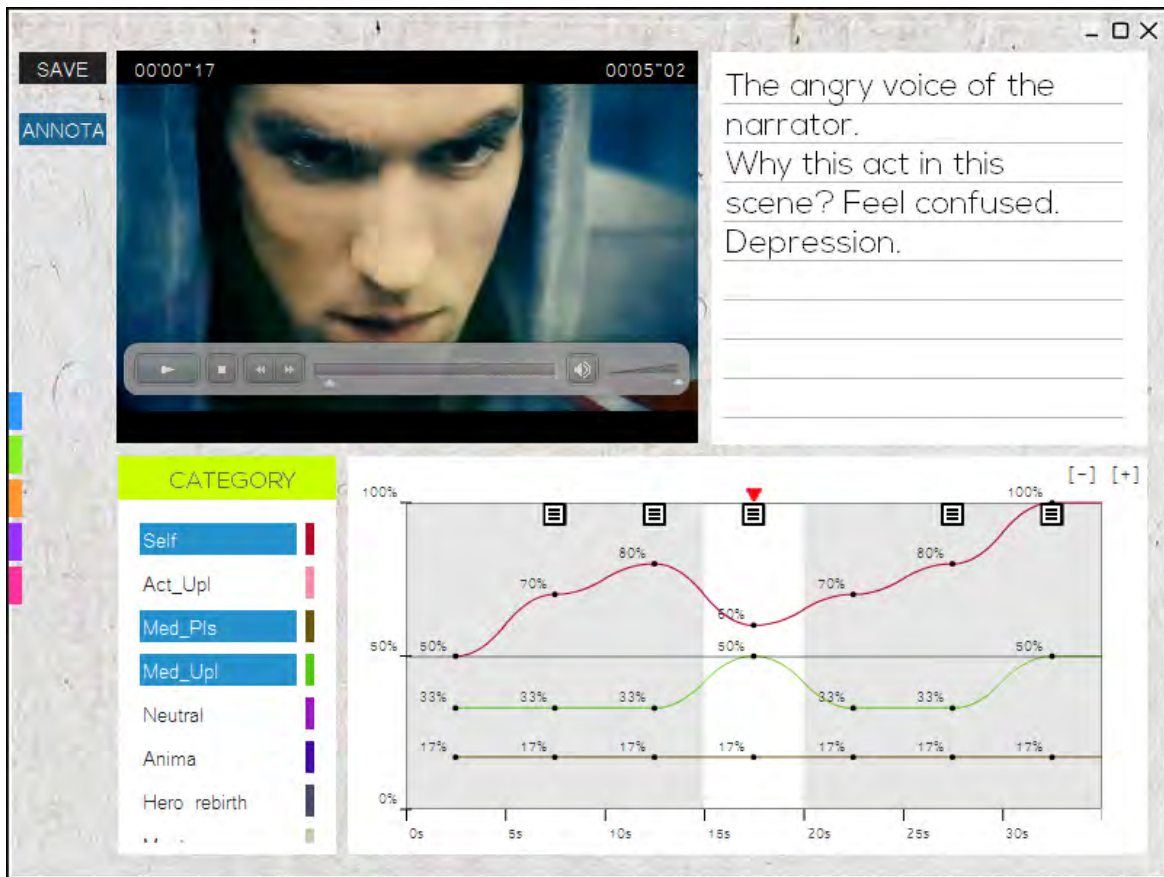 SAVE
ANNOTA
00'00"17
00'05"02
The angry voice of the
narrator.
Why this act in this
scene? Feel confused.
Depression.
CATEGORY
Self
Act_Upl
Med_Pls
Med_Upl
Neutral
Anima
Hero rebirth
[-] [+]
100%
100%
80%
80%
70%
70%
60%
50%
50%
50%
50%
33%
33%
33%
33%
33%
17%
17%
17%
17%
17%
17%
17%
0%
0s
5s
10s
15s
20s
25s
30s